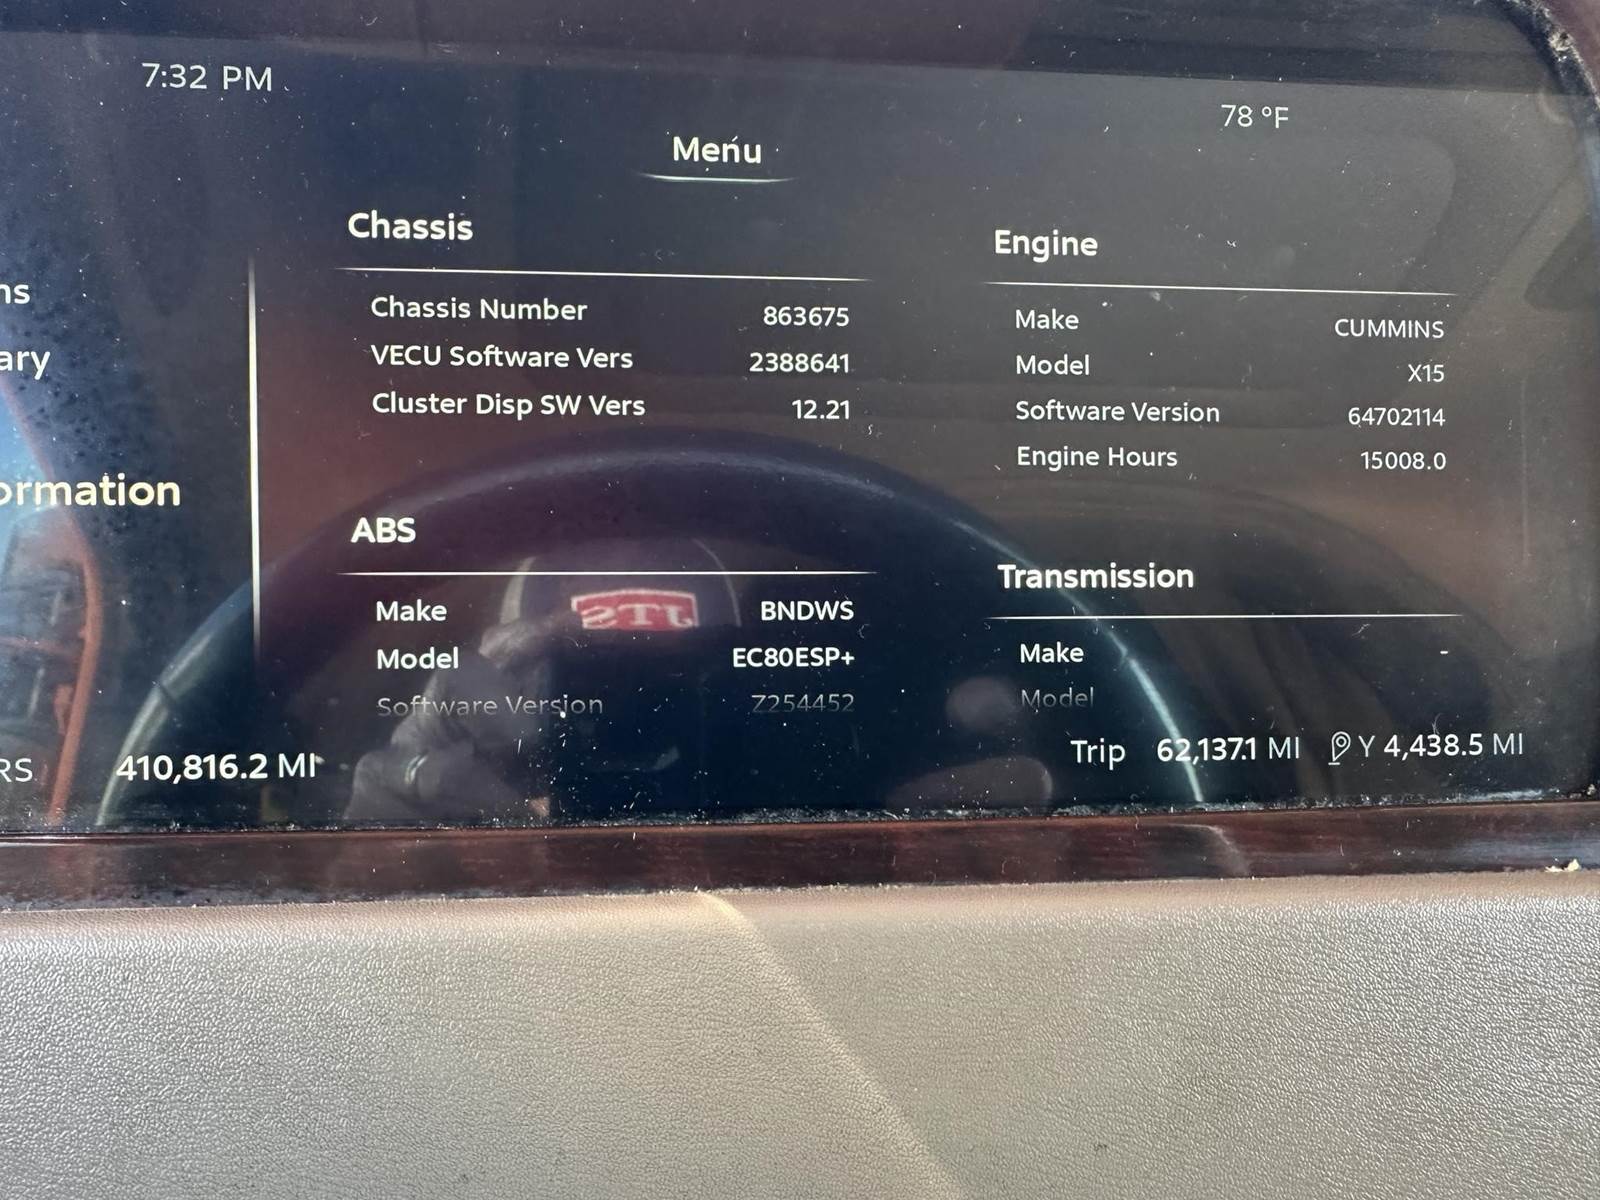 7:32 PM
78 °F
Menu
Chassis
Chassis Number 863675
VECU Software Vers 2388641
Cluster Disp SW Vers 12.21
Engine
Make CUMMINS
Model X15
Software Version 64702114
Engine Hours 15008.0
ns
ary
ormation
ABS
Make BNDWS
Model EC80ESP+
Software Version Z254452
Transmission
Make -
Model
RS 410,816.2 MI
Trip 62,137.1 MI Y 4,438.5 MI